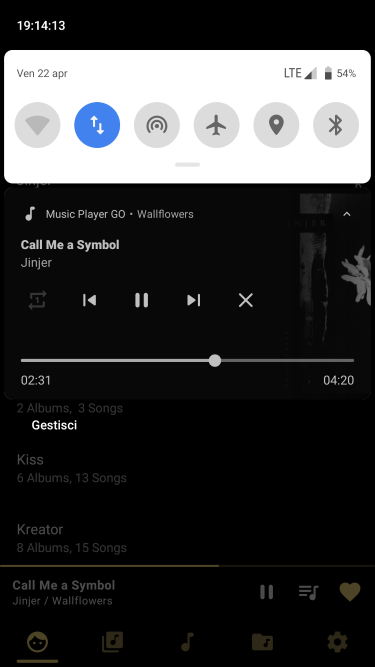 19:14:13
Ven 22 apr
LTE 54%
Music Player GO • Wallflowers
Call Me a Symbol
Jinjer
02:31 04:20
2 Albums, 3 Songs
Gestisci
Kiss
6 Albums, 13 Songs
Kreator
8 Albums, 15 Songs
Call Me a Symbol
Jinjer / Wallflowers